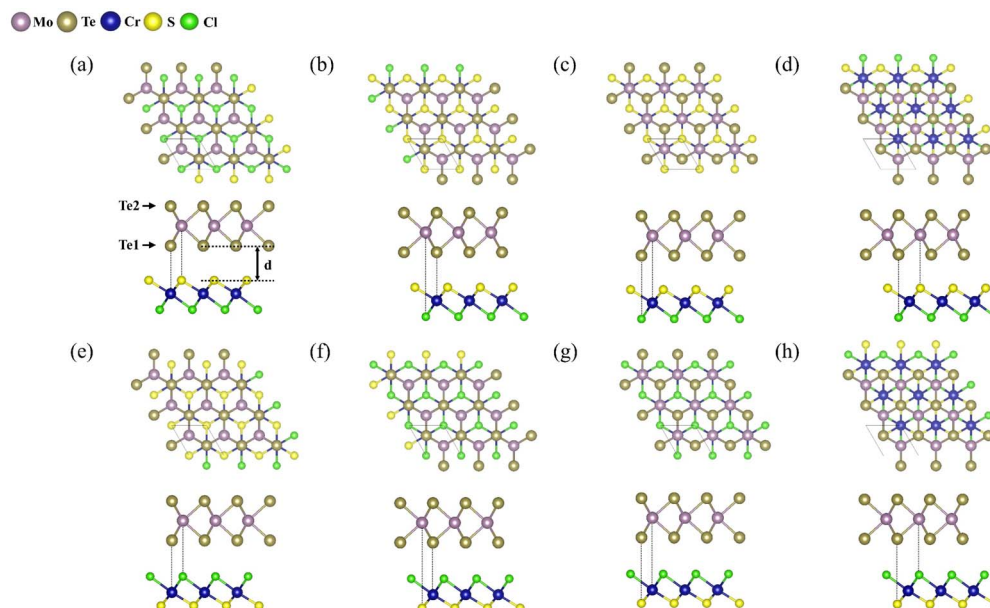 Mo Te Cr S Cl
(a) (b) (c) (d)
Te2
Te1
d
(e) (f) (g) (h)